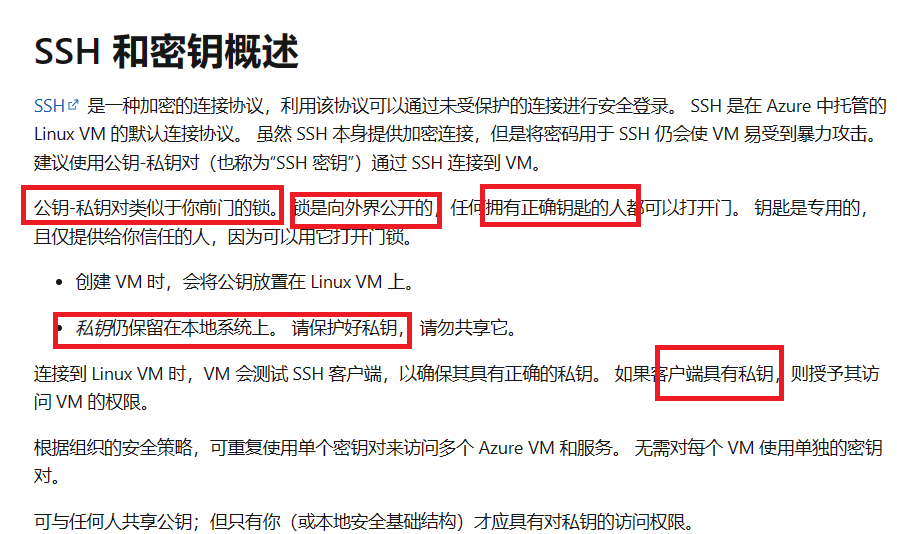 SSH 和密钥概述
SSH 是一种加密的连接协议，利用该协议可以通过未受保护的连接进行安全登录。 SSH 是在 Azure 中托管的
Linux VM 的默认连接协议。 虽然 SSH 本身提供加密连接，但是将密码用于 SSH 仍会使 VM 易受到暴力攻击。
建议使用公钥-私钥对（也称为“SSH 密钥”）通过 SSH 连接到 VM。
公钥-私钥对类似于你前门的锁。 锁是向外界公开的，任何拥有正确钥匙的人都可以打开门。 钥匙是专用的，
且仅提供给你信任的人，因为可以用它打开门锁。
• 创建 VM 时，会将公钥放置在 Linux VM 上。
• 私钥仍保留在本地系统上。 请保护好私钥，请勿共享它。
连接到 Linux VM 时，VM 会测试 SSH 客户端，以确保其具有正确的私钥。 如果客户端具有私钥，则授予其访
问 VM 的权限。
根据组织的安全策略，可重复使用单个密钥对来访问多个 Azure VM 和服务。 无需对每个 VM 使用单独的密钥
对。
可与任何人共享公钥；但只有你（或本地安全基础结构）才应具有对私钥的访问权限。